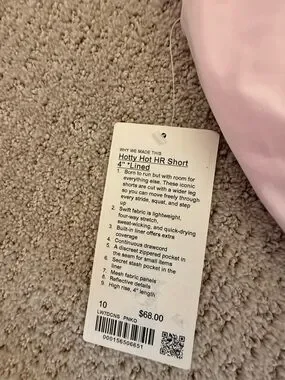 WHY WE MADE THIS
Hotty Hot HR Short
4" *Lined
1. Born to run but with room for
everything else. These iconic
shorts are cut with a wider leg
so you can move freely through
every stride, squat, and step
up
2. Swift fabric is lightweight,
four-way stretch,
sweat-wicking, and quick-drying
3. Built-in liner offers extra
coverage
4. Continuous drawcord
5. A discreet zippered pocket in
the seam for small items
6. Secret stash pocket in the
liner
7. Mesh fabric panels
8. Reflective details
9. High rise, 4" length
10 $68.00
LW7DCNS PNKO
000156506651